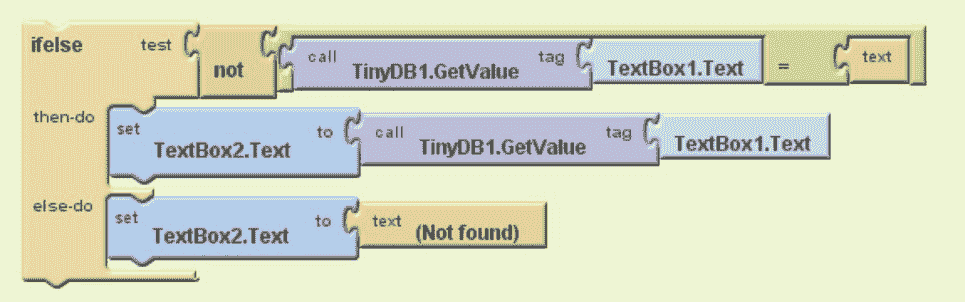 ifelse test not call TinyDB1.GetValue tag TextBox1.Text = text
then-do set TextBox2.Text to call TinyDB1.GetValue tag TextBox1.Text
else-do set TextBox2.Text to text (Not found)